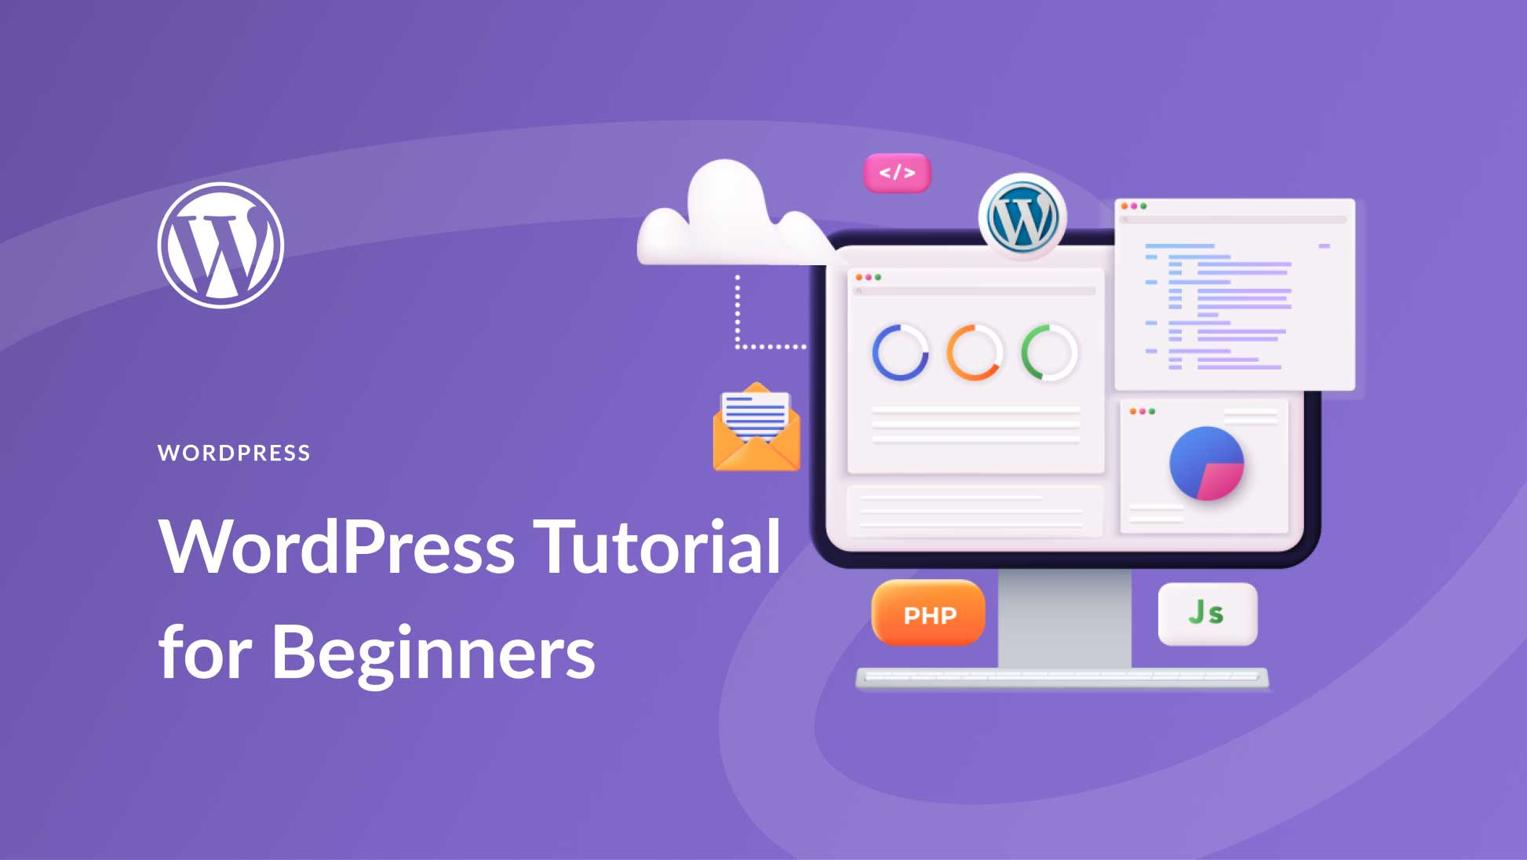 WORDPRESS
WordPress Tutorial
for Beginners
</>
W
W
PHP
Js